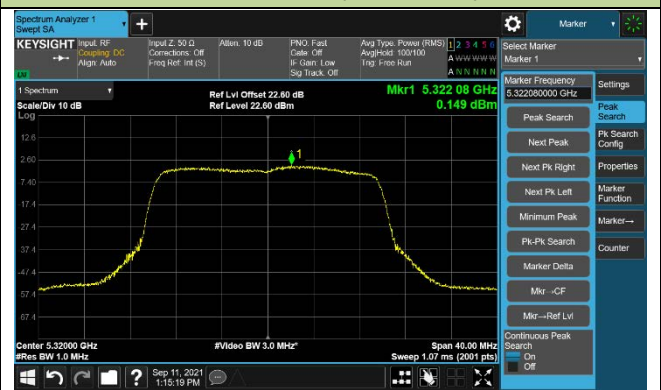 Spectrum Analyzer 1
Swept SA
Marker
KEYSIGHT
Input: RF
Coupling: DC
Align: Auto
Input Z: 50 Ω
Corrections: Off
Freq Ref: Int (S)
Atten: 10 dB
PNO: Fast
Gate: Off
IF Gain: Low
Sig Track: Off
Avg Type: Power (RMS)
Avg|Hold: 100/100
Trig: Free Run
1 2 3 4 5 6
A W W W W W
A N N N N N
LNI
Select Marker
Marker 1
1 Spectrum
Scale/Div 10 dB
Log
Ref Lvl Offset 22.60 dB
Ref Level 22.60 dBm
Mkr1 5.322 08 GHz
0.149 dBm
12.6
2.60
-7.40
-17.4
-27.4
-37.4
-47.4
-57.4
-67.4
1
Center 5.32000 GHz
#Res BW 1.0 MHz
#Video BW 3.0 MHz*
Span 40.00 MHz
Sweep 1.07 ms (2001 pts)
Marker Frequency
5.322080000 GHz
Peak Search
Next Peak
Next Pk Right
Next Pk Left
Minimum Peak
Pk-Pk Search
Marker Delta
Mkr→CF
Mkr→Ref Lvl
Continuous Peak
Search
On
Off
Settings
Peak
Search
Pk Search
Config
Properties
Marker
Function
Marker→
Counter
Sep 11, 2021
1:15:19 PM